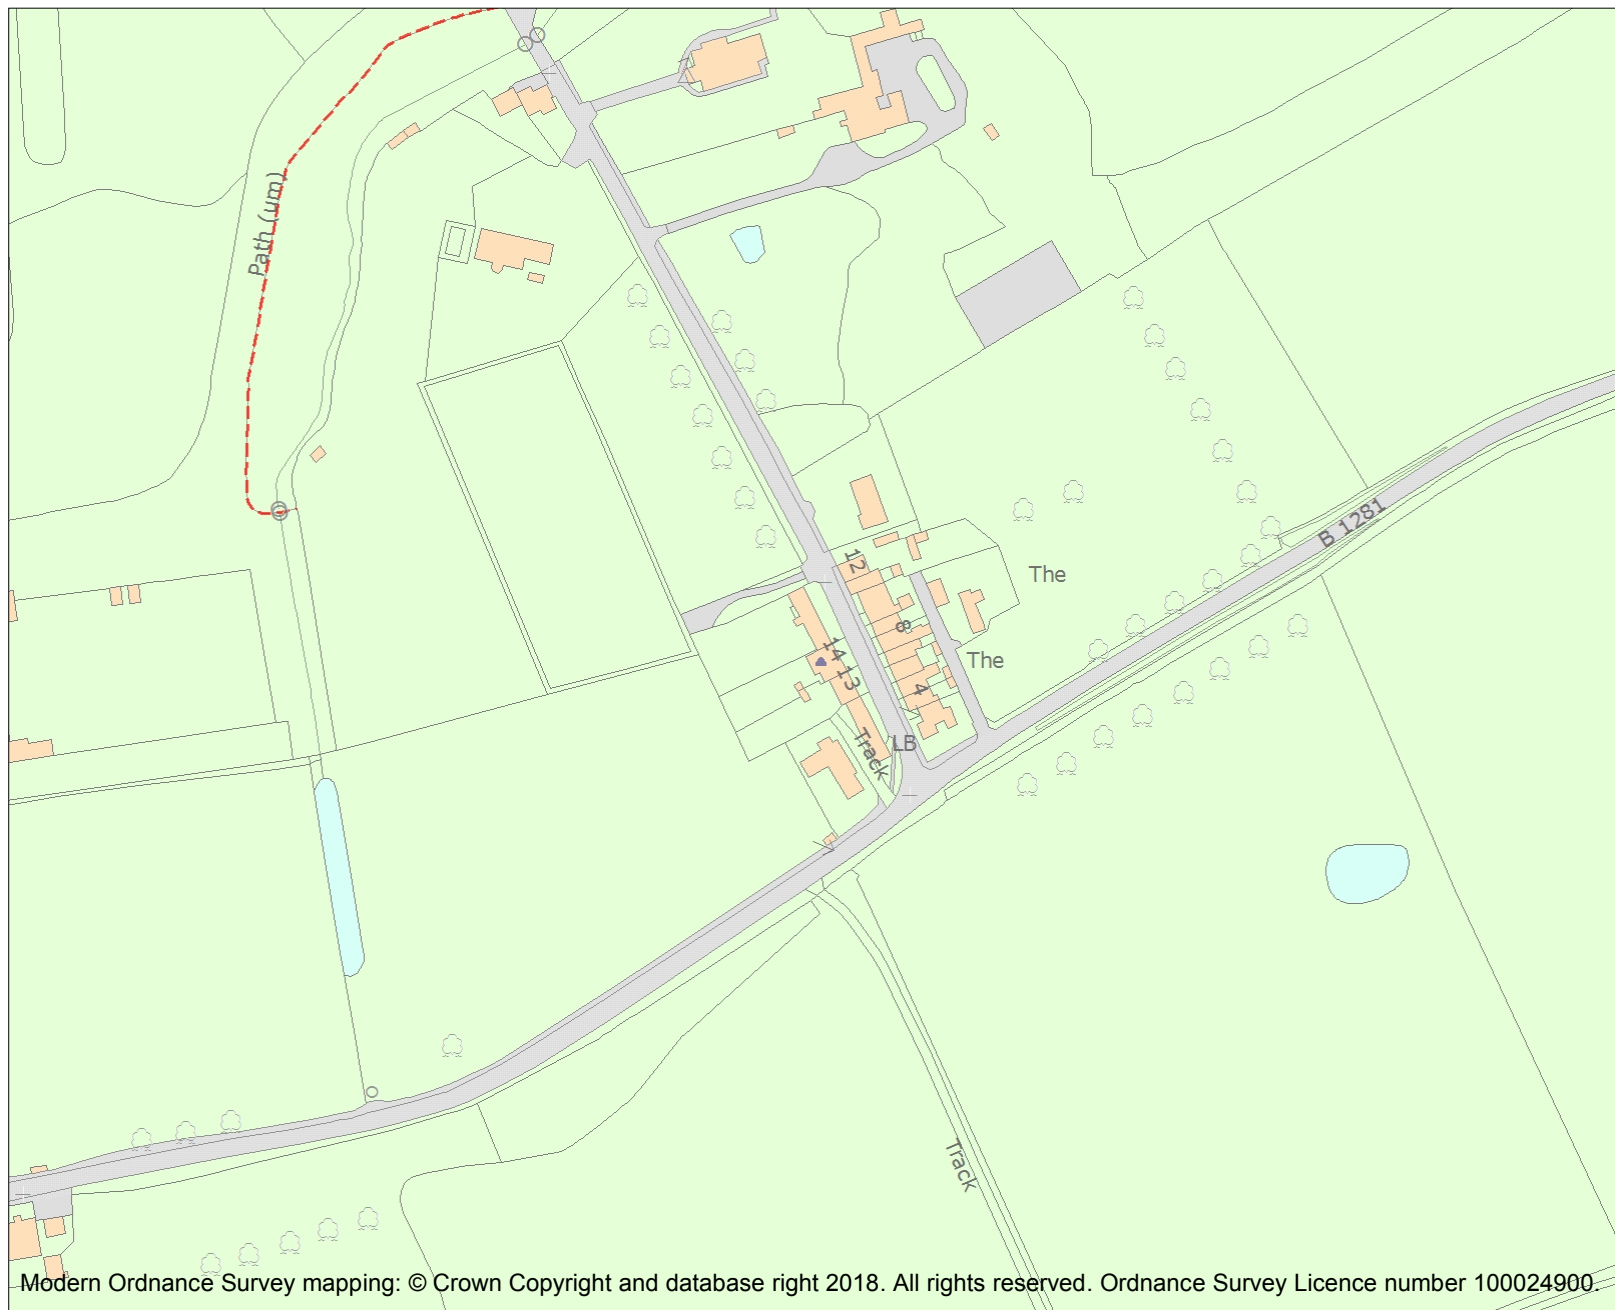 Path (um)
B 1281
12
The
8
14
13
The
4
LB
Track
Track
Modern Ordnance Survey mapping: © Crown Copyright and database right 2018. All rights reserved. Ordnance Survey Licence number 100024900.